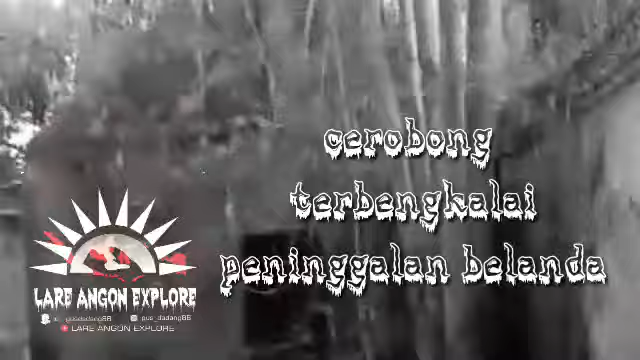 cerobong
terbengkalai
peninggalan belanda
LARE ANGON EXPLORE
LARE ANGON EXPLORE